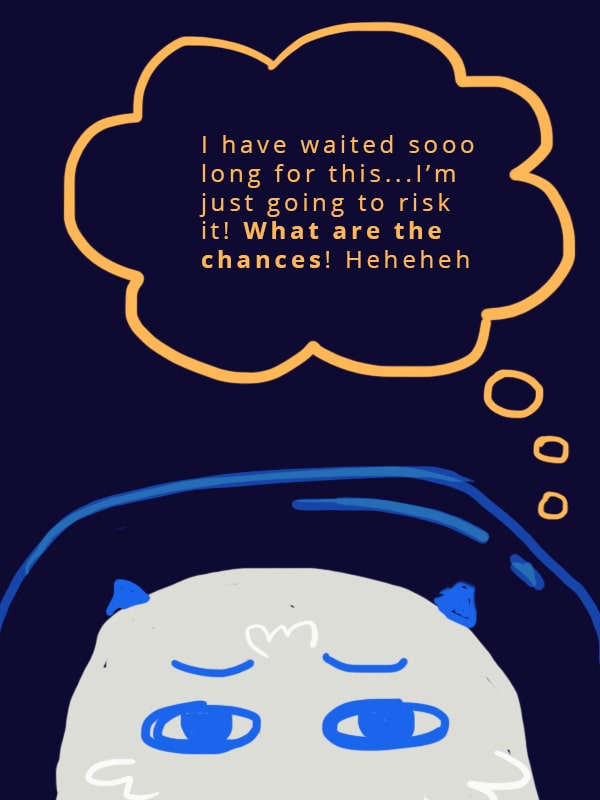 I have waited sooo
long for this...I’m
just going to risk
it! What are the
chances! Heheheh